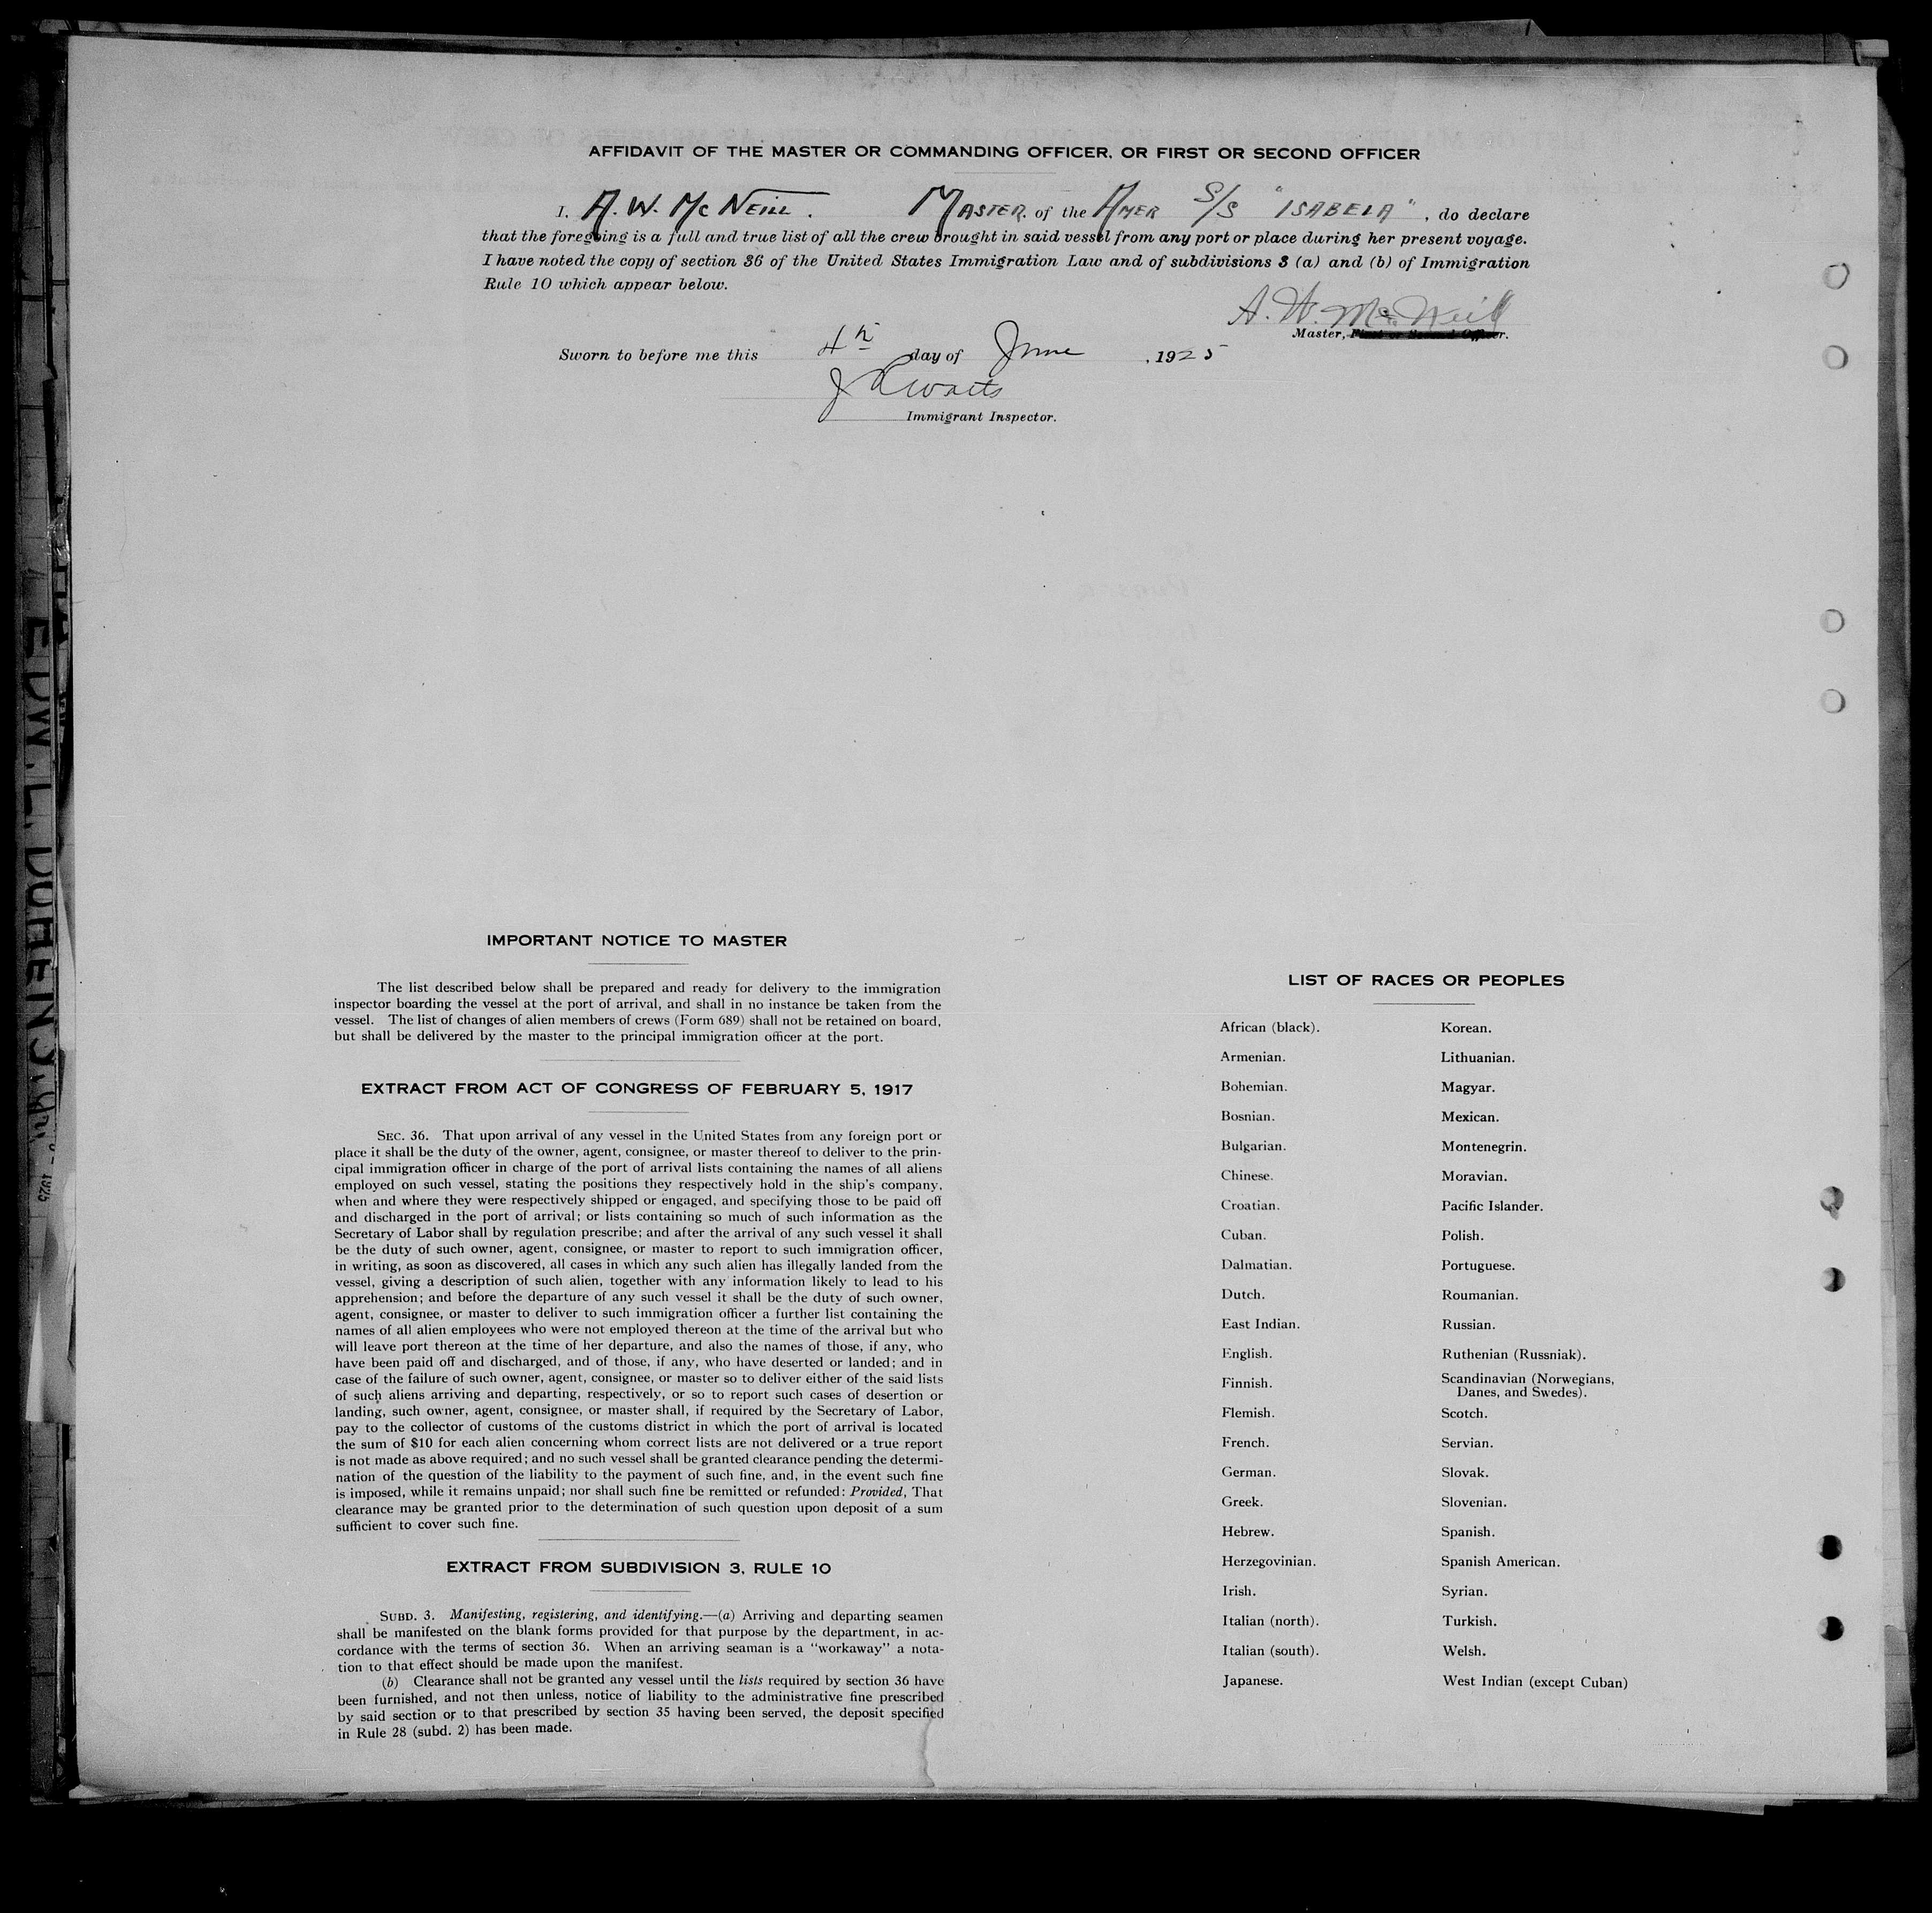 AFFIDAVIT OF THE MASTER OR COMMANDING OFFICER, OR FIRST OR SECOND OFFICER
I, A. W. McNEILL. MASTER of the AMER S/S "ISABELA", do declare
that the foregoing is a full and true list of all the crew brought in said vessel from any port or place during her present voyage.
I have noted the copy of section 36 of the United States Immigration Law and of subdivisions 3 (a) and (b) of Immigration
Rule 10 which appear below.
A. W. McNeill
Master, First or Second Officer.
Sworn to before me this 4th day of June, 1925
Immigrant Inspector.
IMPORTANT NOTICE TO MASTER
The list described below shall be prepared and ready for delivery to the immigration
inspector boarding the vessel at the port of arrival, and shall in no instance be taken from the
vessel. The list of changes of alien members of crews (Form 689) shall not be retained on board,
but shall be delivered by the master to the principal immigration officer at the port.
EXTRACT FROM ACT OF CONGRESS OF FEBRUARY 5, 1917
SEC. 36. That upon arrival of any vessel in the United States from any foreign port or
place it shall be the duty of the owner, agent, consignee, or master thereof to deliver to the prin-
cipal immigration officer in charge of the port of arrival lists containing the names of all aliens
employed on such vessel, stating the positions they respectively hold in the ship's company,
when and where they were respectively shipped or engaged, and specifying those to be paid off
and discharged in the port of arrival; or lists containing so much of such information as the
Secretary of Labor shall by regulation prescribe; and after the arrival of any such vessel it shall
be the duty of such owner, agent, consignee, or master to report to such immigration officer,
in writing, as soon as discovered, all cases in which any such alien has illegally landed from the
vessel, giving a description of such alien, together with any information likely to lead to his
apprehension; and before the departure of any such vessel it shall be the duty of such owner,
agent, consignee, or master to deliver to such immigration officer a further list containing the
names of all alien employees who were not employed thereon at the time of the arrival but who
will leave port thereon at the time of her departure, and also the names of those, if any, who
have been paid off and discharged, and of those, if any, who have deserted or landed; and in
case of the failure of such owner, agent, consignee, or master so to deliver either of the said lists
of such aliens arriving and departing, respectively, or so to report such cases of desertion or
landing, such owner, agent, consignee, or master shall, if required by the Secretary of Labor,
pay to the collector of customs of the customs district in which the port of arrival is located
the sum of $10 for each alien concerning whom correct lists are not delivered or a true report
is not made as above required; and no such vessel shall be granted clearance pending the determi-
nation of the question of the liability to the payment of such fine, and, in the event such fine
is imposed, while it remains unpaid; nor shall such fine be remitted or refunded: Provided, That
clearance may be granted prior to the determination of such question upon deposit of a sum
sufficient to cover such fine.
EXTRACT FROM SUBDIVISION 3, RULE 10
SUBD. 3. Manifesting, registering, and identifying.—(a) Arriving and departing seamen
shall be manifested on the blank forms provided for that purpose by the department, in ac-
cordance with the terms of section 36. When an arriving seaman is a "workaway" a nota-
tion to that effect should be made upon the manifest.
(b) Clearance shall not be granted any vessel until the lists required by section 36 have
been furnished, and not then unless, notice of liability to the administrative fine prescribed
by said section or to that prescribed by section 35 having been served, the deposit specified
in Rule 28 (subd. 2) has been made.
LIST OF RACES OR PEOPLES
African (black). Korean.
Armenian. Lithuanian.
Bohemian. Magyar.
Bosnian. Mexican.
Bulgarian. Montenegrin.
Chinese. Moravian.
Croatian. Pacific Islander.
Cuban. Polish.
Dalmatian. Portuguese.
Dutch. Roumanian.
East Indian. Russian.
English. Ruthenian (Russniak).
Finnish. Scandinavian (Norwegians,
Danes, and Swedes).
Flemish. Scotch.
French. Servian.
German. Slovak.
Greek. Slovenian.
Hebrew. Spanish.
Herzegovinian. Spanish American.
Irish. Syrian.
Italian (north). Turkish.
Italian (south). Welsh.
Japanese. West Indian (except Cuban)